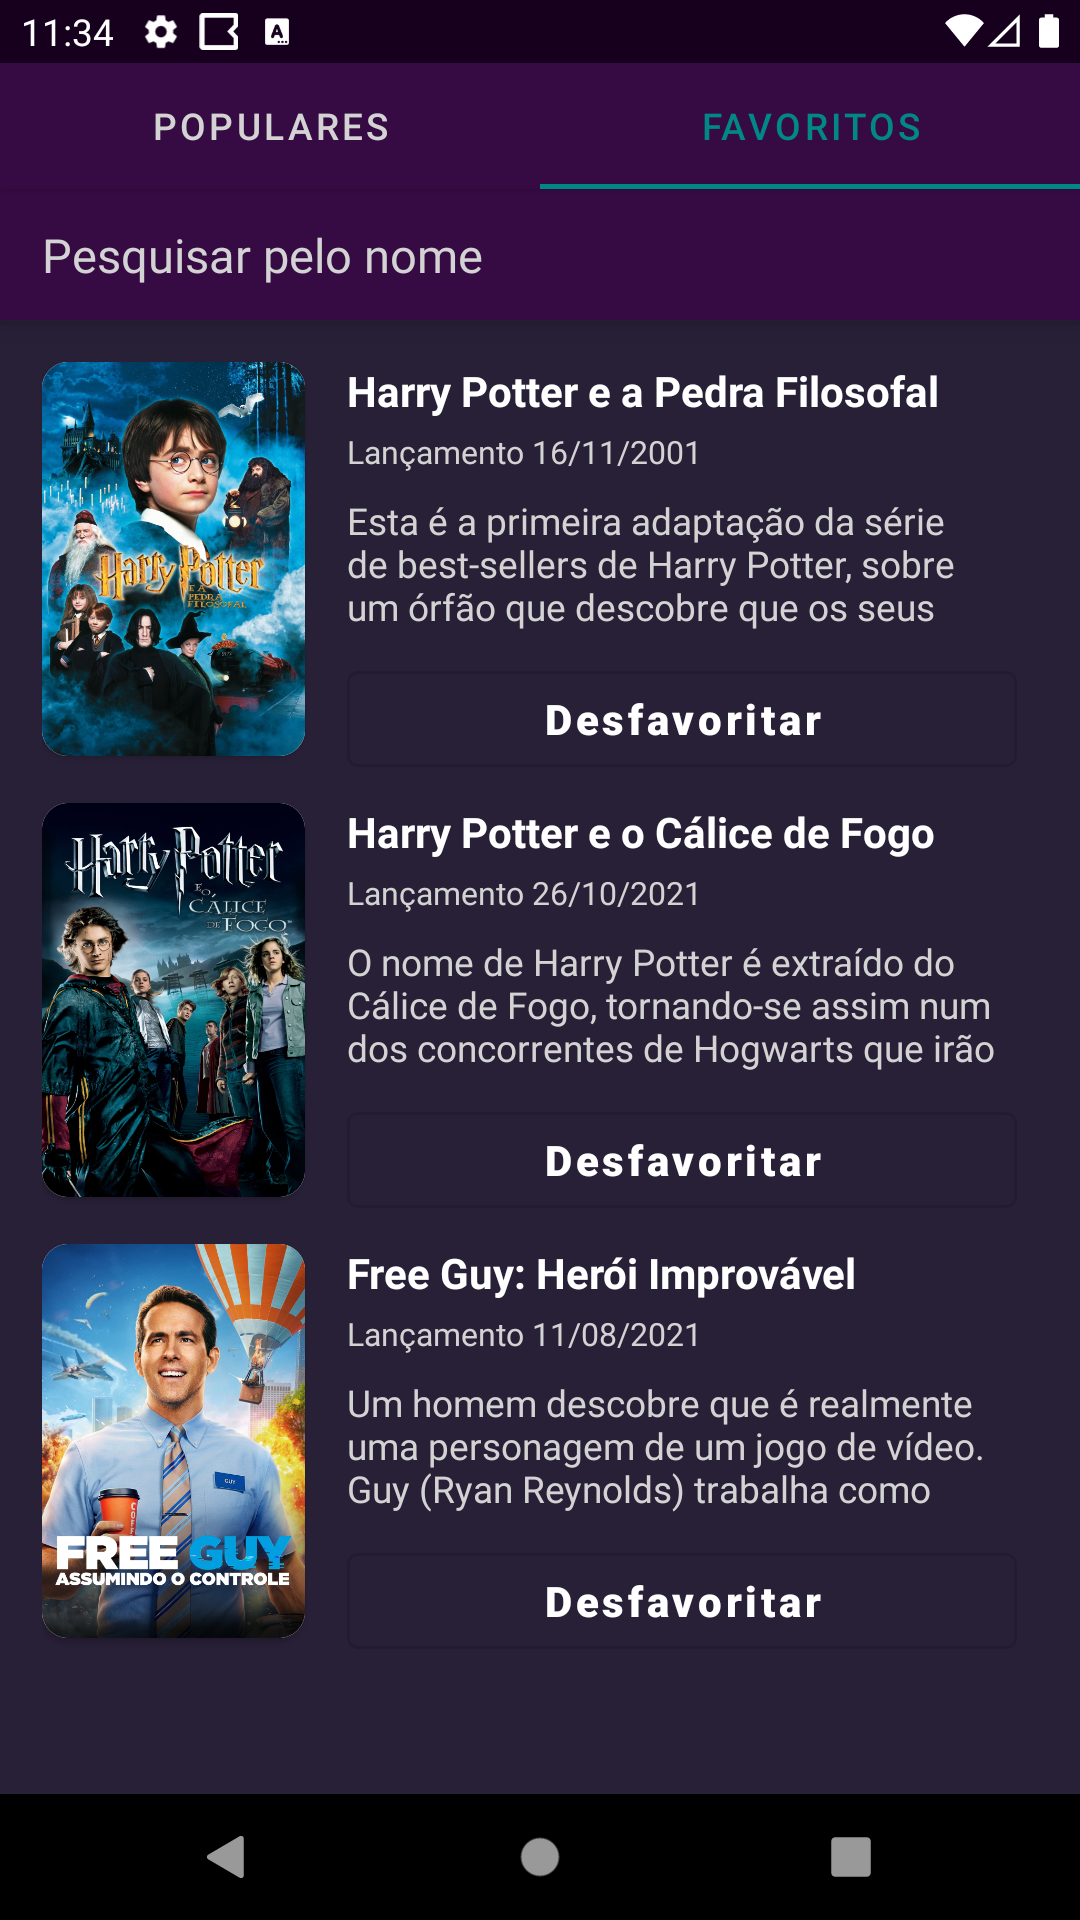 11:34
POPULARES
FAVORITOS
Pesquisar pelo nome
Harry Potter
E A
PEDRA
FILOSOFAL
Harry Potter e a Pedra Filosofal
Lançamento 16/11/2001
Esta é a primeira adaptação da série
de best-sellers de Harry Potter, sobre
um órfão que descobre que os seus
Desfavoritar
Harry Potter
E O
CÁLICE
DE FOGO
Harry Potter e o Cálice de Fogo
Lançamento 26/10/2021
O nome de Harry Potter é extraído do
Cálice de Fogo, tornando-se assim num
dos concorrentes de Hogwarts que irão
Desfavoritar
GUY
FREE GUY
ASSUMINDO O CONTROLE
Free Guy: Herói Improvável
Lançamento 11/08/2021
Um homem descobre que é realmente
uma personagem de um jogo de vídeo.
Guy (Ryan Reynolds) trabalha como
Desfavoritar